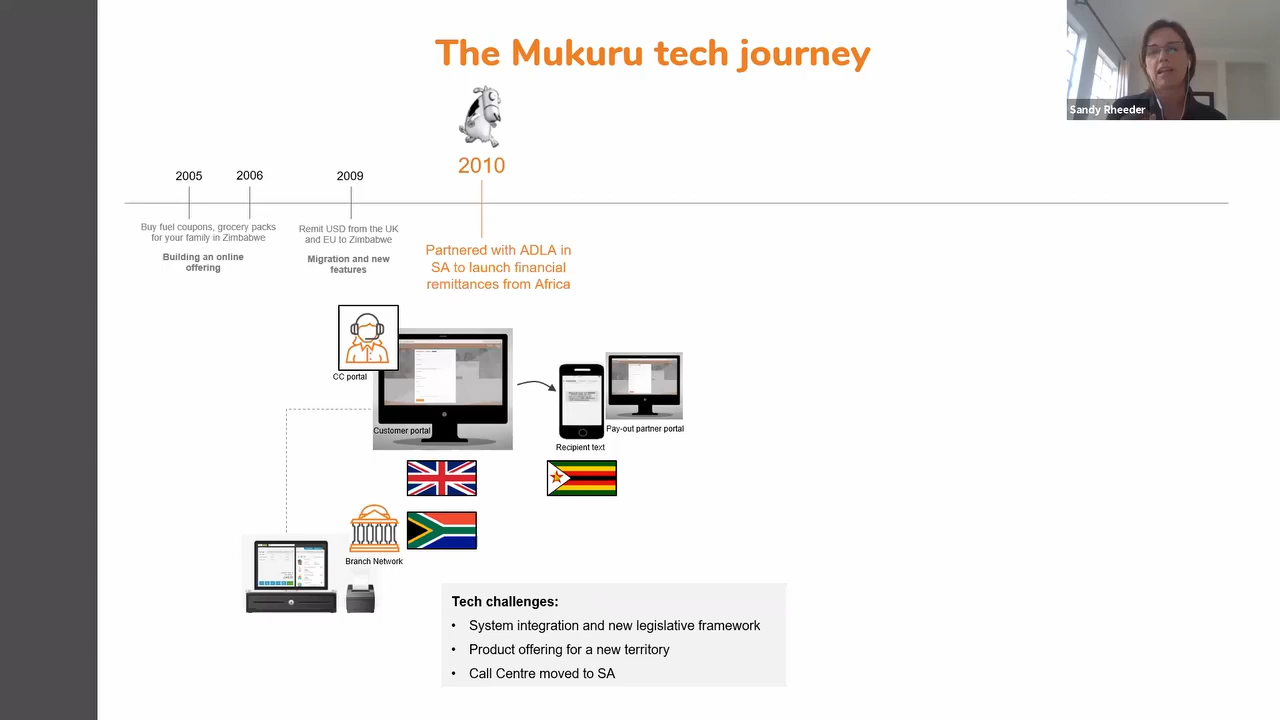 The Mukuru tech journey
Sandy Rheeder
2005
2006
2009
2010
Buy fuel coupons, grocery packs
for your family in Zimbabwe
Building an online
offering
Remit USD from the UK
and EU to Zimbabwe
Migration and new
features
Partnered with ADLA in
SA to launch financial
remittances from Africa
CC portal
Customer portal
Recipient text
Pay-out partner portal
Branch Network
Tech challenges:
• System integration and new legislative framework
• Product offering for a new territory
• Call Centre moved to SA